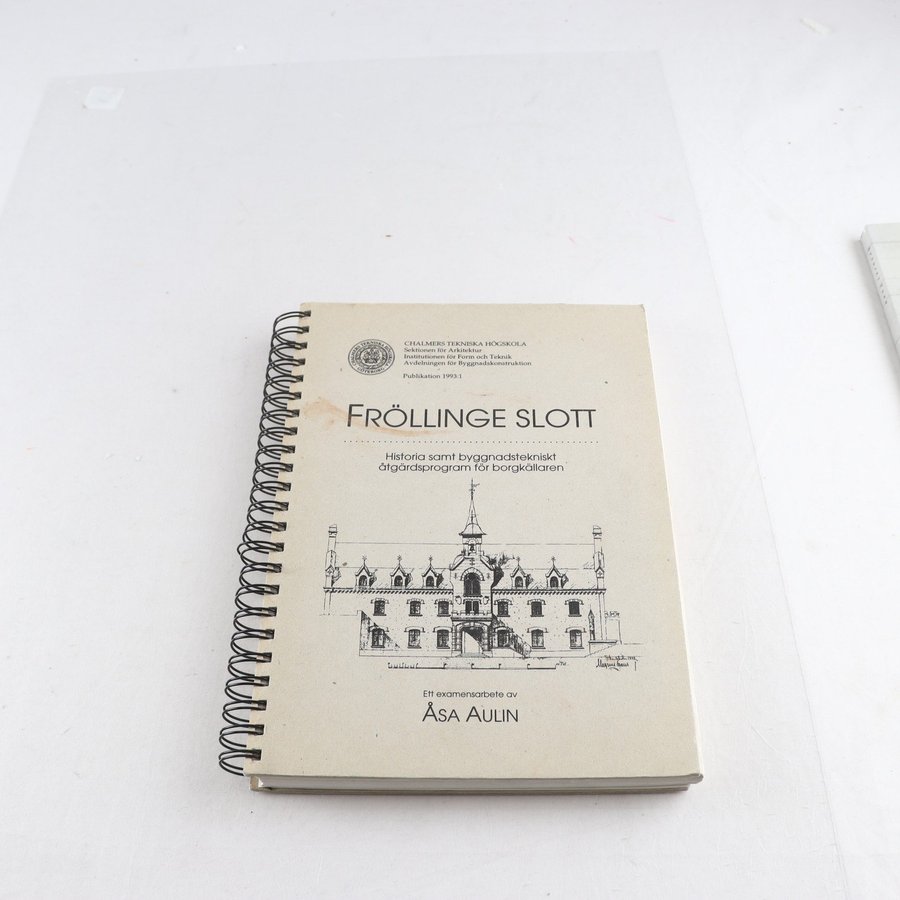 CHALMERS TEKNISKA HÖGSKOLA
Sektionen för Arkitektur
Institutionen för Form och Teknik
Avdelningen för Byggnadskonstruktion
Publikation 1993:1
FRÖLLINGE SLOTT
Historia samt byggnadstekniskt
åtgärdsprogram för borgkällaren
Ett examensarbete av
ÅSA AULIN